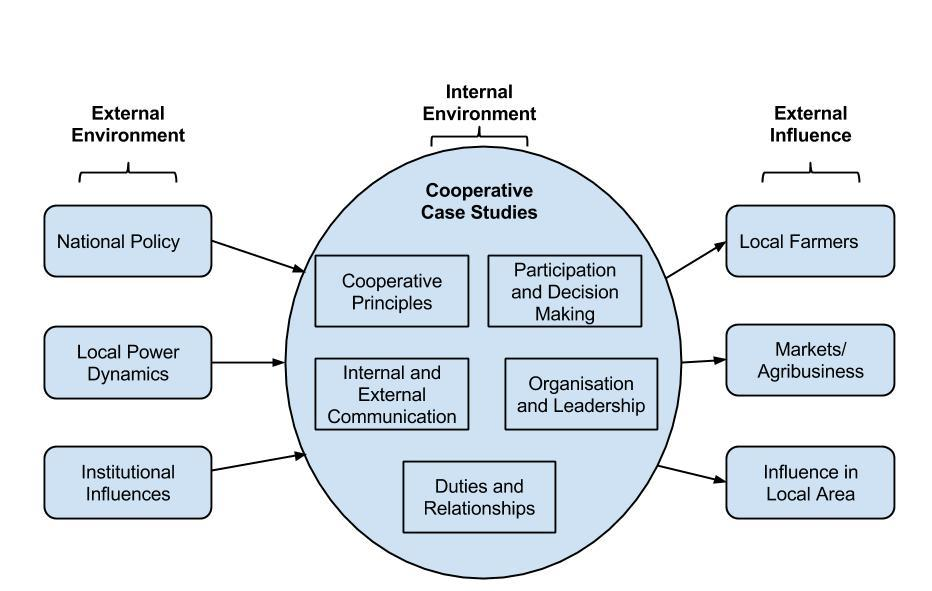 External
Environment
Internal
Environment
External
Influence
Cooperative
Case Studies
National Policy
Local Power
Dynamics
Institutional
Influences
Cooperative
Principles
Participation
and Decision
Making
Internal and
External
Communication
Organisation
and Leadership
Duties and
Relationships
Local Farmers
Markets/
Agribusiness
Influence in
Local Area